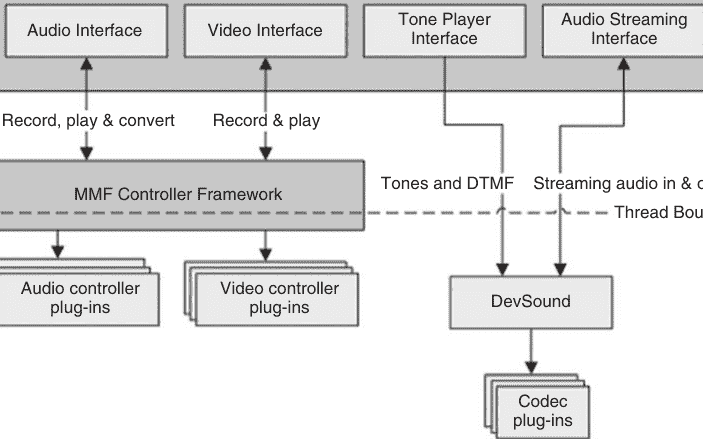 Audio Interface
Video Interface
Tone Player
Interface
Audio Streaming
Interface
Record, play & convert
Record & play
MMF Controller Framework
Tones and DTMF
Streaming audio in &
Thread
Audio controller
plug-ins
Video controller
plug-ins
DevSound
Codec
plug-ins